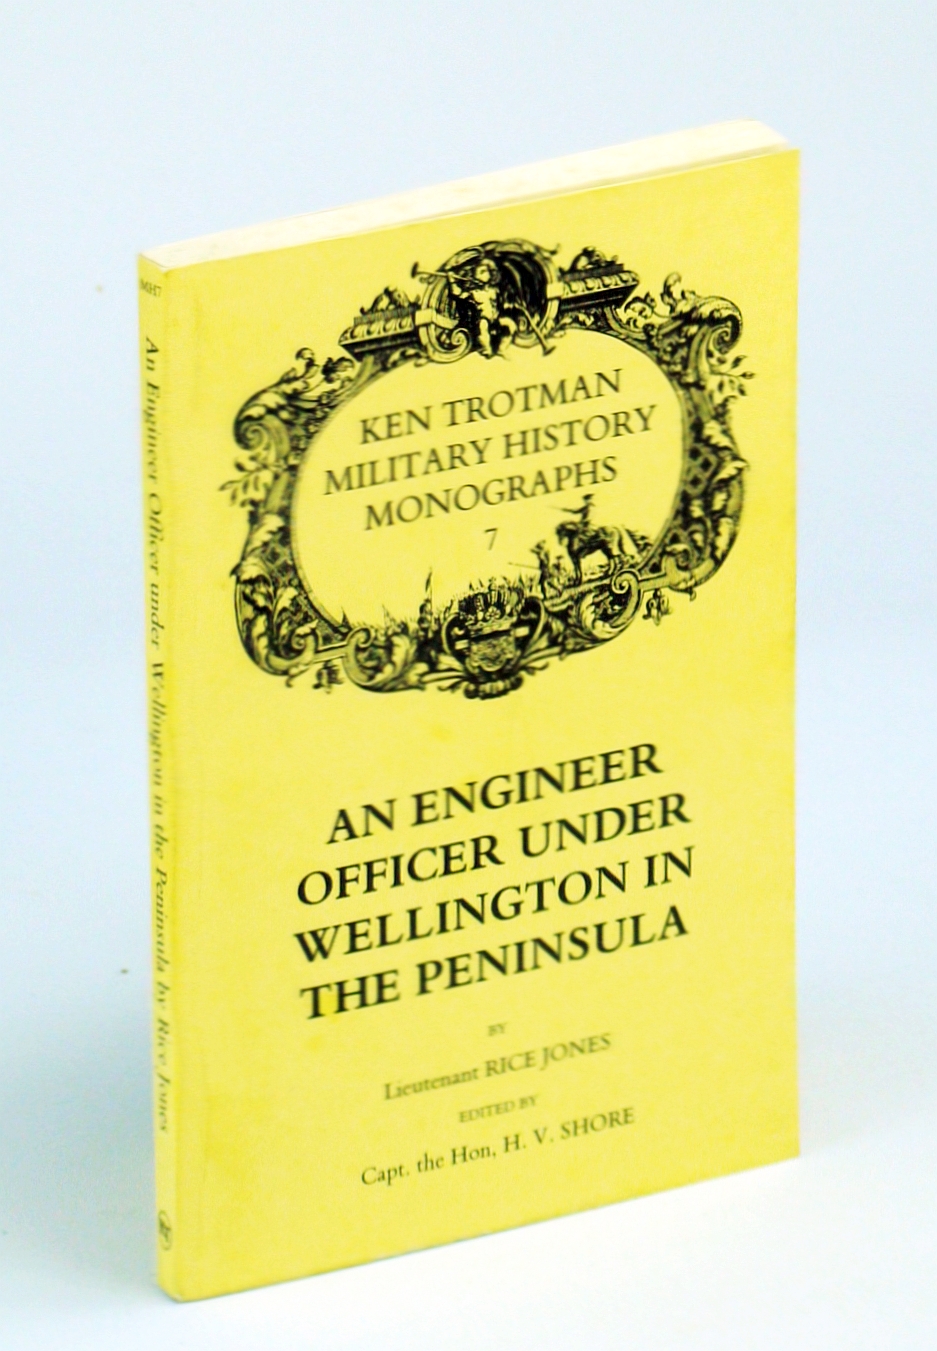 KEN TROTMAN
MILITARY HISTORY
MONOGRAPHS
7
AN ENGINEER
OFFICER UNDER
WELLINGTON IN
THE PENINSULA
BY
Lieutenant RICE JONES
EDITED BY
Capt. the Hon, H. V. SHORE
MH7
An Engineer Officer under Wellington in the Peninsula by Rice Jones